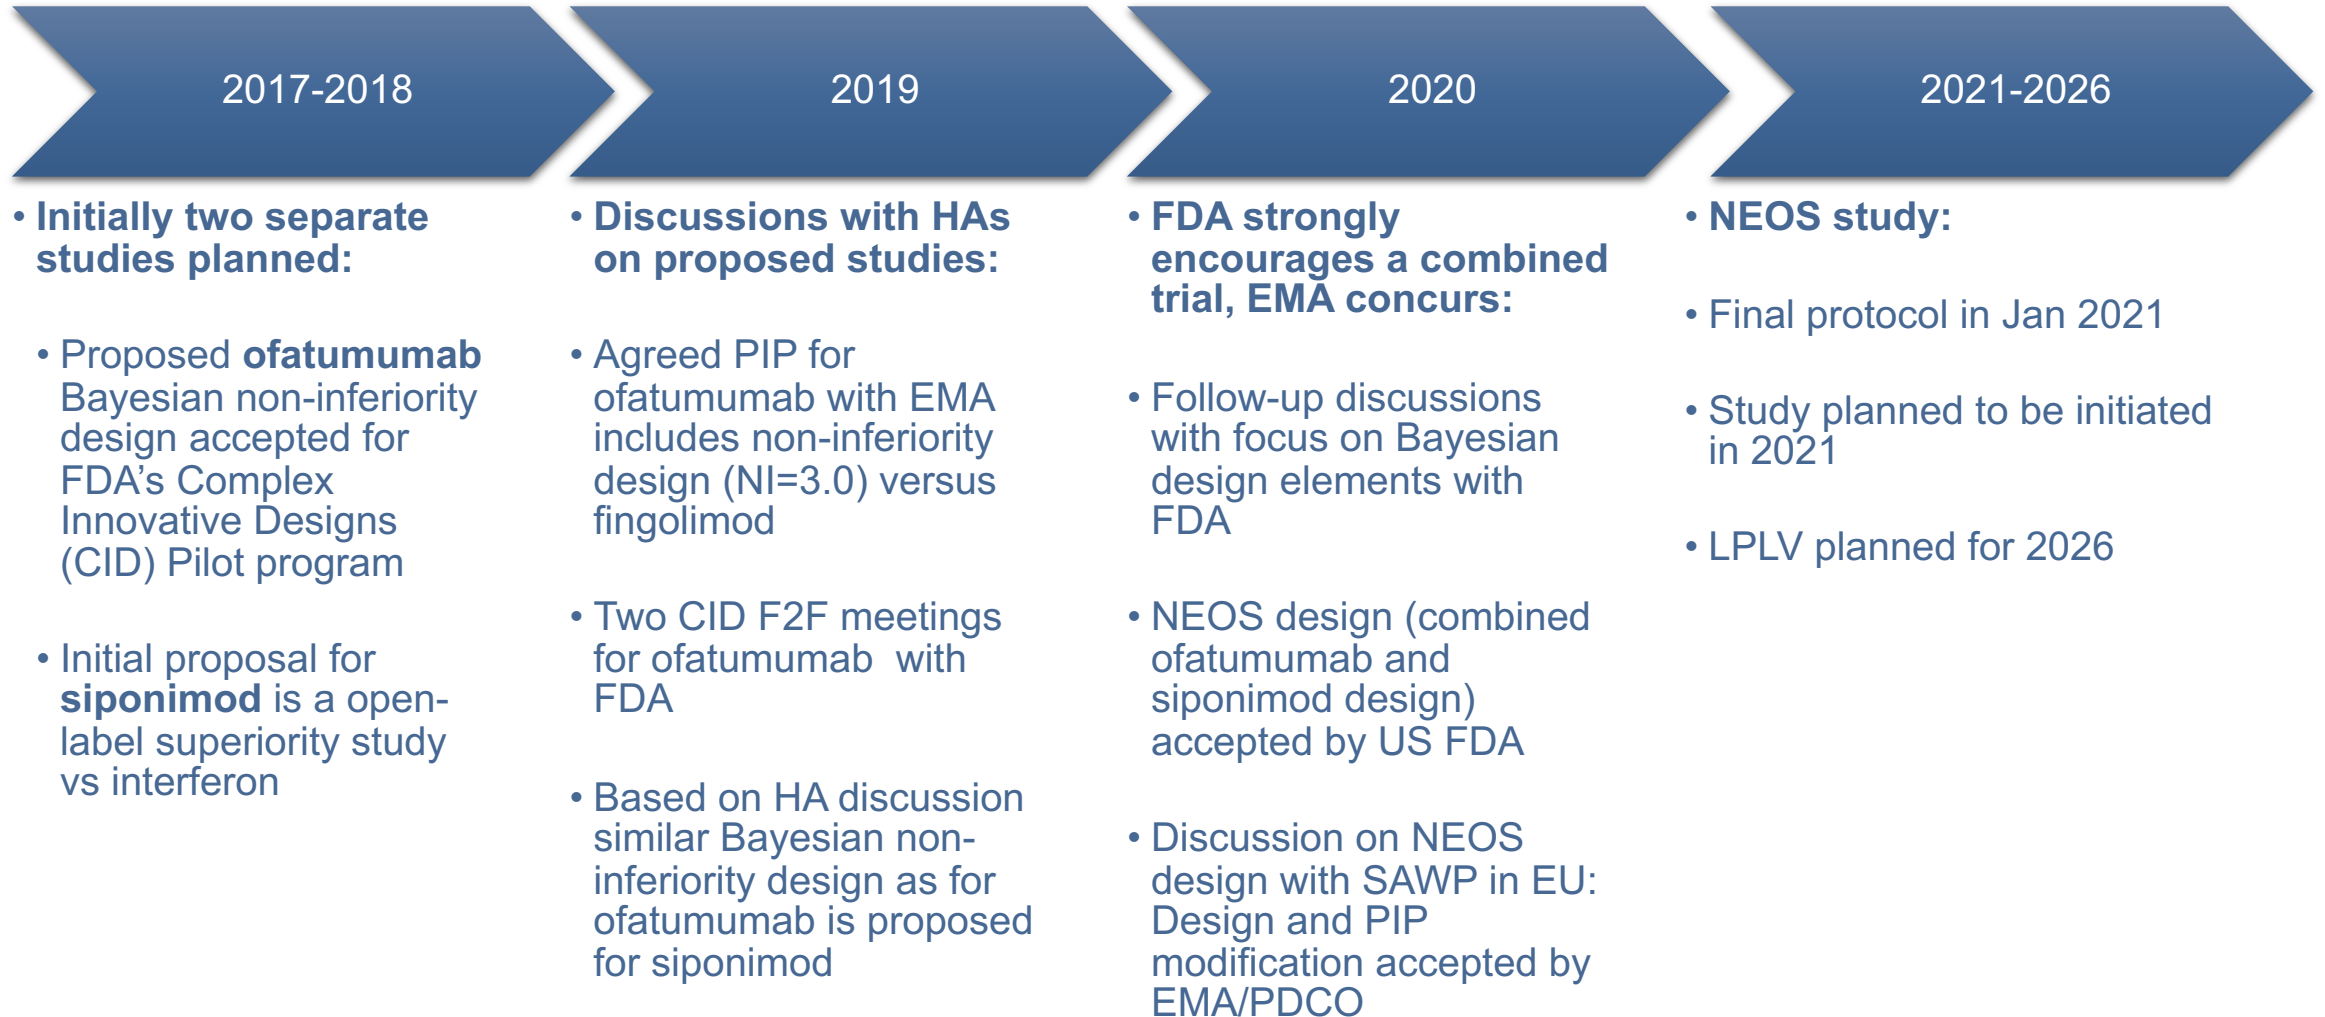 2017-2018
• Initially two separate
studies planned:
• Proposed ofatumumab
Bayesian non-inferiority
design accepted for
FDA’s Complex
Innovative Designs
(CID) Pilot program
• Initial proposal for
siponimod is a open-
label superiority study
vs interferon
2019
• Discussions with HAs
on proposed studies:
• Agreed PIP for
ofatumumab with EMA
includes non-inferiority
design (NI=3.0) versus
fingolimod
• Two CID F2F meetings
for ofatumumab  with
FDA
• Based on HA discussion
similar Bayesian non-
inferiority design as for
ofatumumab is proposed
for siponimod
2020
• FDA strongly
encourages a combined
trial, EMA concurs:
• Follow-up discussions
with focus on Bayesian
design elements with
FDA
• NEOS design (combined
ofatumumab and
siponimod design)
accepted by US FDA
• Discussion on NEOS
design with SAWP in EU:
Design and PIP
modification accepted by
EMA/PDCO
2021-2026
• NEOS study:
• Final protocol in Jan 2021
• Study planned to be initiated
in 2021
• LPLV planned for 2026